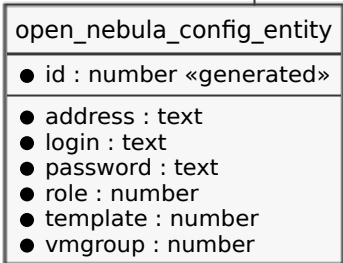 open_nebula_config_entity
● id : number «generated»
● address : text
● login : text
● password : text
● role : number
● template : number
● vmgroup : number